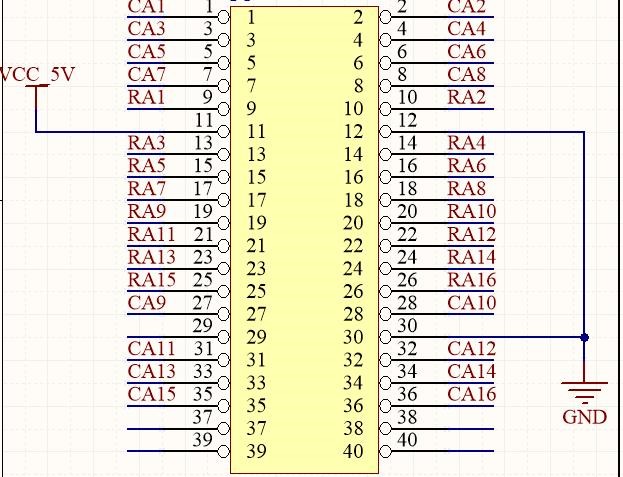 CA1 1 1 2 2 CA2
CA3 3 3 4 4 CA4
CA5 5 5 6 6 CA6
VCC_5V CA7 7 7 8 8 CA8
RA1 9 9 10 10 RA2
11 11 12 12
RA3 13 13 14 14 RA4
RA5 15 15 16 16 RA6
RA7 17 17 18 18 RA8
RA9 19 19 20 20 RA10
RA11 21 21 22 22 RA12
RA13 23 23 24 24 RA14
RA15 25 25 26 26 RA16
CA9 27 27 28 28 CA10
29 29 30 30
CA11 31 31 32 32 CA12
CA13 33 33 34 34 CA14
CA15 35 35 36 36 CA16
GND
37 37 38 38
39 39 40 40